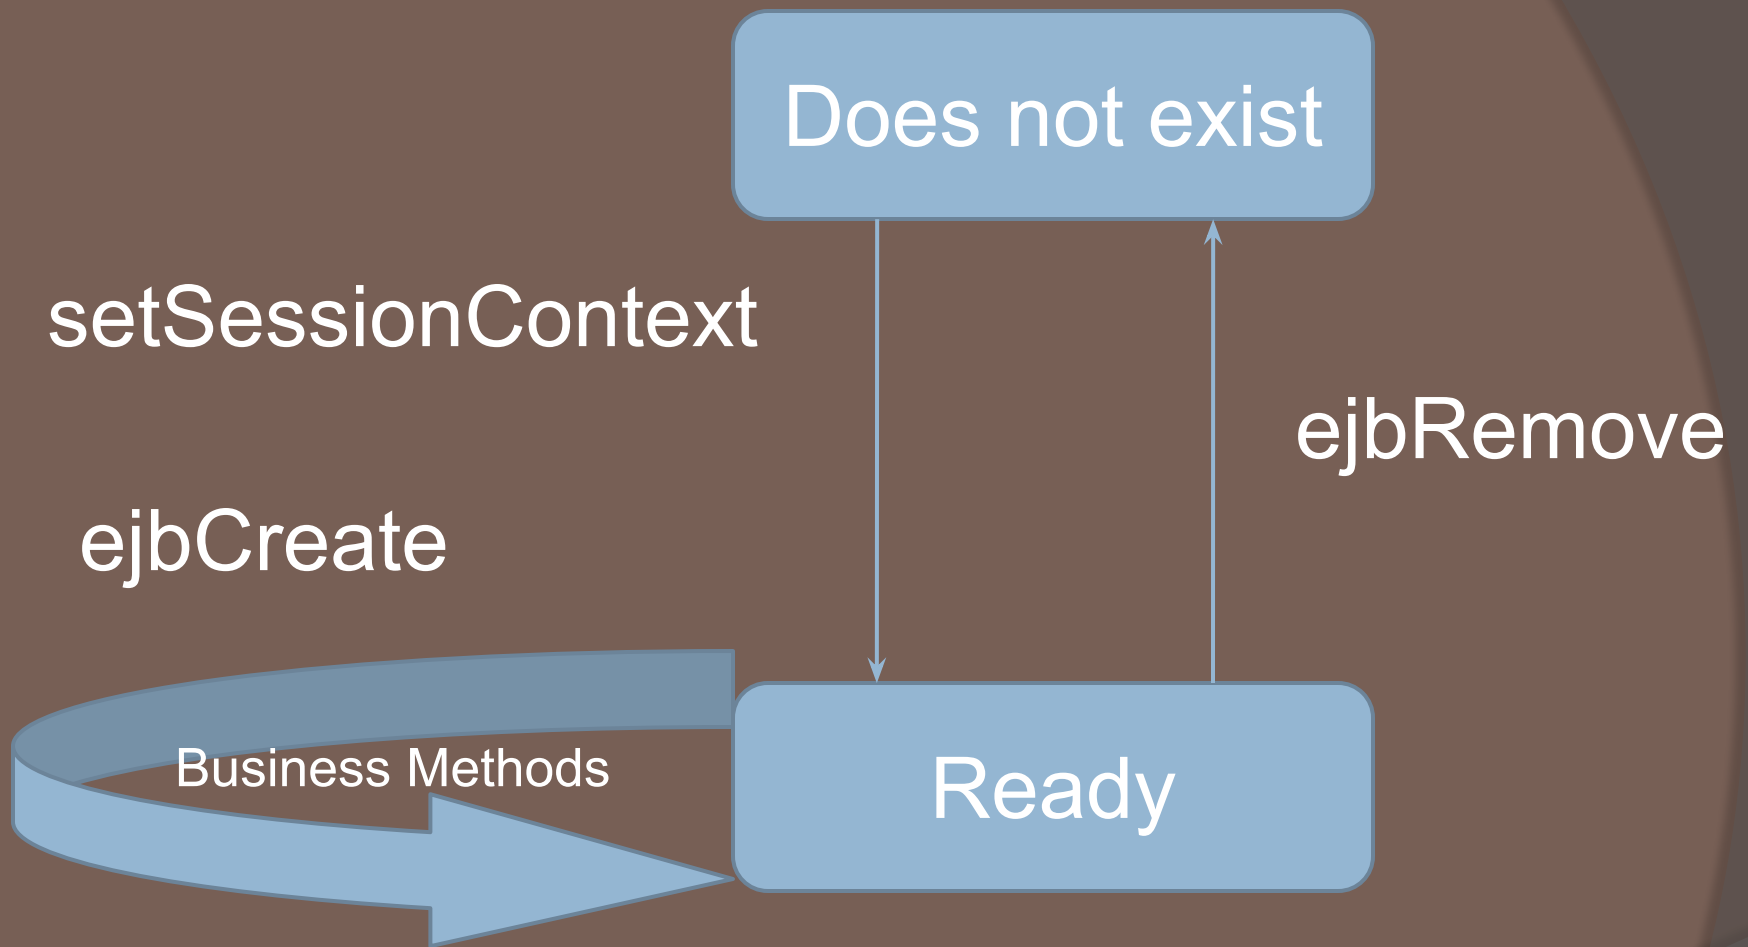 Does not exist
setSessionContext
ejbRemove
ejbCreate
Business Methods
Ready